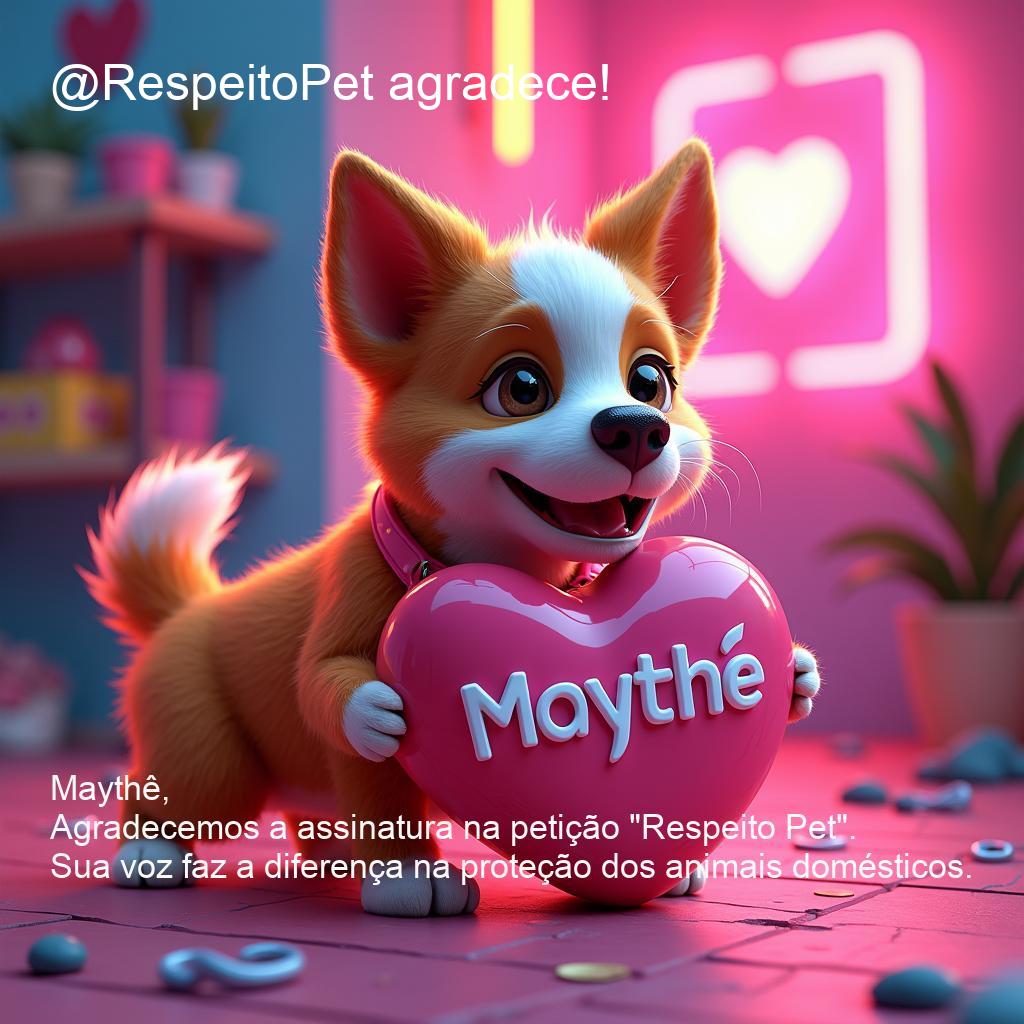 @RespeitoPet agradece!
Maythé
Maythê,
Agradecemos a assinatura na petição "Respeito Pet".
Sua voz faz a diferença na proteção dos animais domésticos.